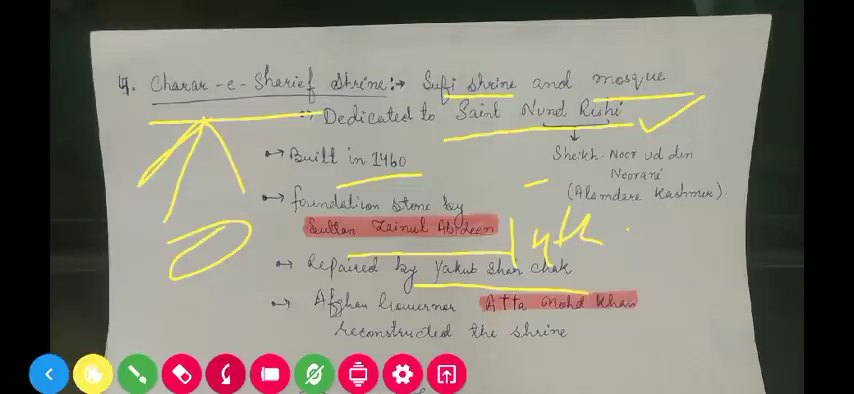 4. Charar-e-Sharief Shrine:→ Sufi shrine and mosque
Dedicated to Saint Nund Rishi
Sheikh Noor ud din
Noorani
(Alamdare Kashmir).
→ Built in 1460
→ foundation stone by
Sultan Zainul Abideen
14th
→ Repaired by Yakub Shah Chak
→ Afghan Governor Atta Mohd Khan
reconstructed the shrine